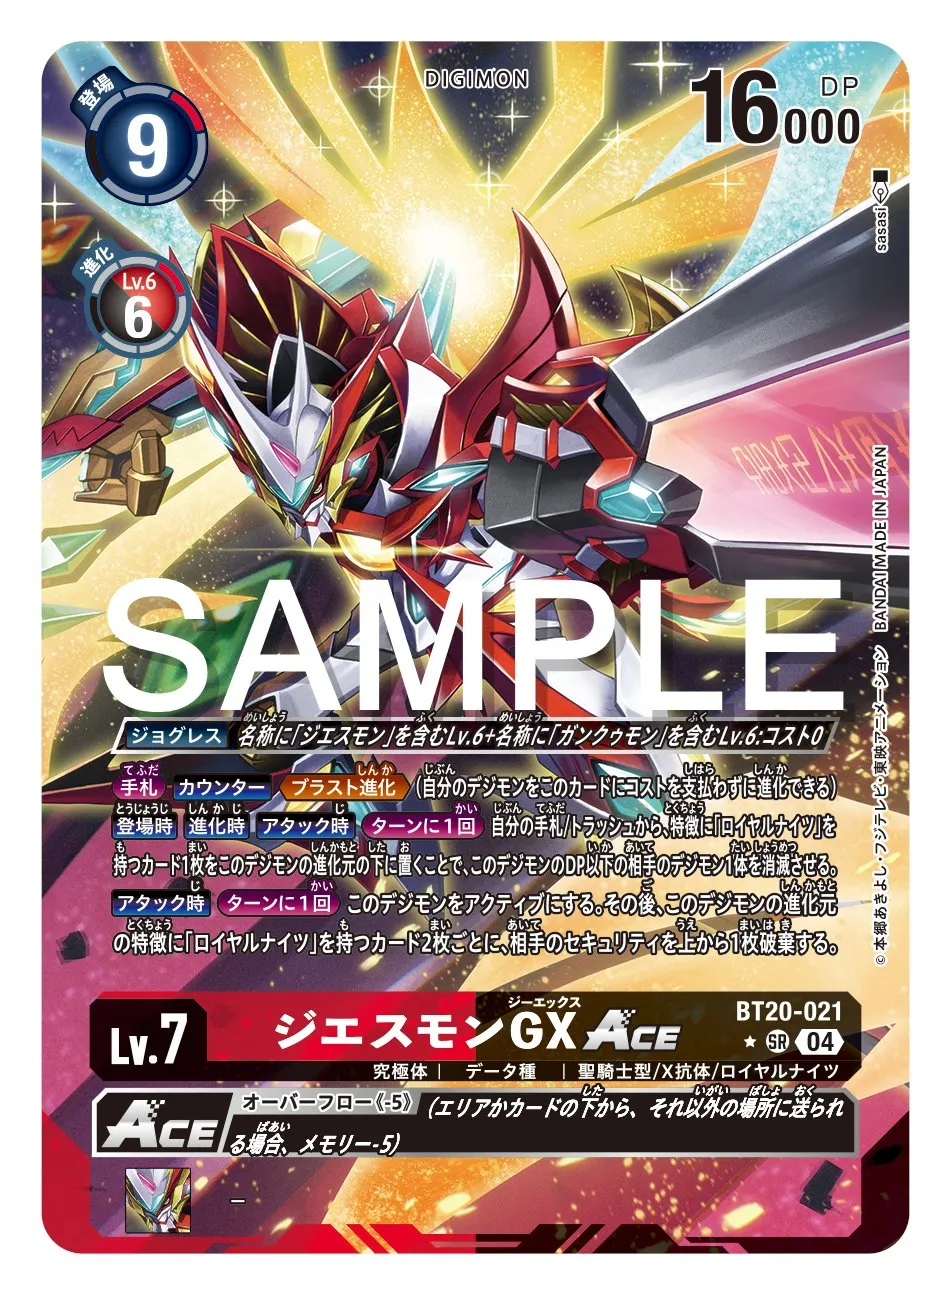 DIGIMON
登場
9
16000
DP
sasasi
進化
Lv.6
6
SAMPLE
ジョグレス 名称に「ジエスモン」を含むLv.6+名称に「ガンクゥモン」を含むLv.6:コスト0
手札 カウンター ブラスト進化 (自分のデジモンをこのカードにコストを支払わずに進化できる)
登場時 進化時 アタック時 ターンに1回 自分の手札/トラッシュから、特徴に「ロイヤルナイツ」を
持つカード1枚をこのデジモンの進化元の下に置くことで、このデジモンのDP以下の相手のデジモン1体を消滅させる。
アタック時 ターンに1回 このデジモンをアクティブにする。その後、このデジモンの進化元
の特徴に「ロイヤルナイツ」を持つカード2枚ごとに、相手のセキュリティを上から1枚破棄する。
©本郷あきよし・フジテレビ・東映アニメーション BANDAI MADE IN JAPAN
Lv.7
ジーエックス
ジエスモンGX ACE
BT20-021
★ SR 04
究極体 | データ種 | 聖騎士型/X抗体/ロイヤルナイツ
ACE オーバーフロー《-5》 (エリアかカードの下から、それ以外の場所に送られ
る場合、メモリー-5)
–